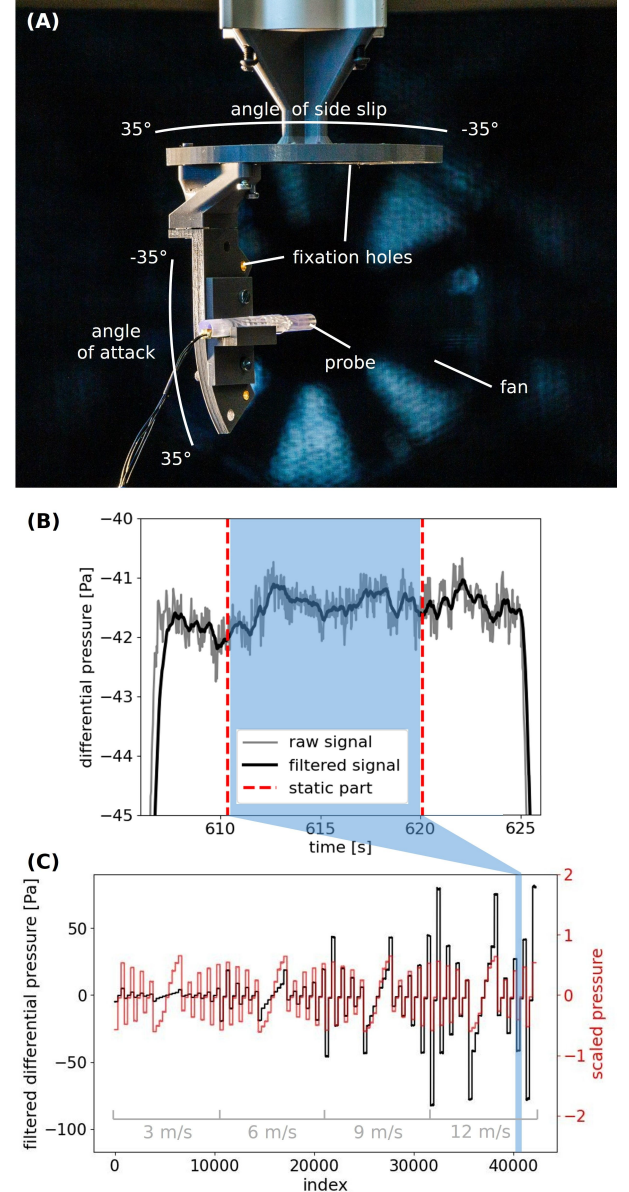 (A)
angle of side slip
35°
-35°
-35°
fixation holes
angle
of attack
probe
fan
35°
(B)
−40
−41
−42
−43
−44
−45
differential pressure [Pa]
raw signal
filtered signal
static part
610
615
620
625
time [s]
(C)
50
0
−50
−100
filtered differential pressure [Pa]
2
1
0
−1
−2
scaled pressure
3 m/s
6 m/s
9 m/s
12 m/s
0
10000
20000
30000
40000
index